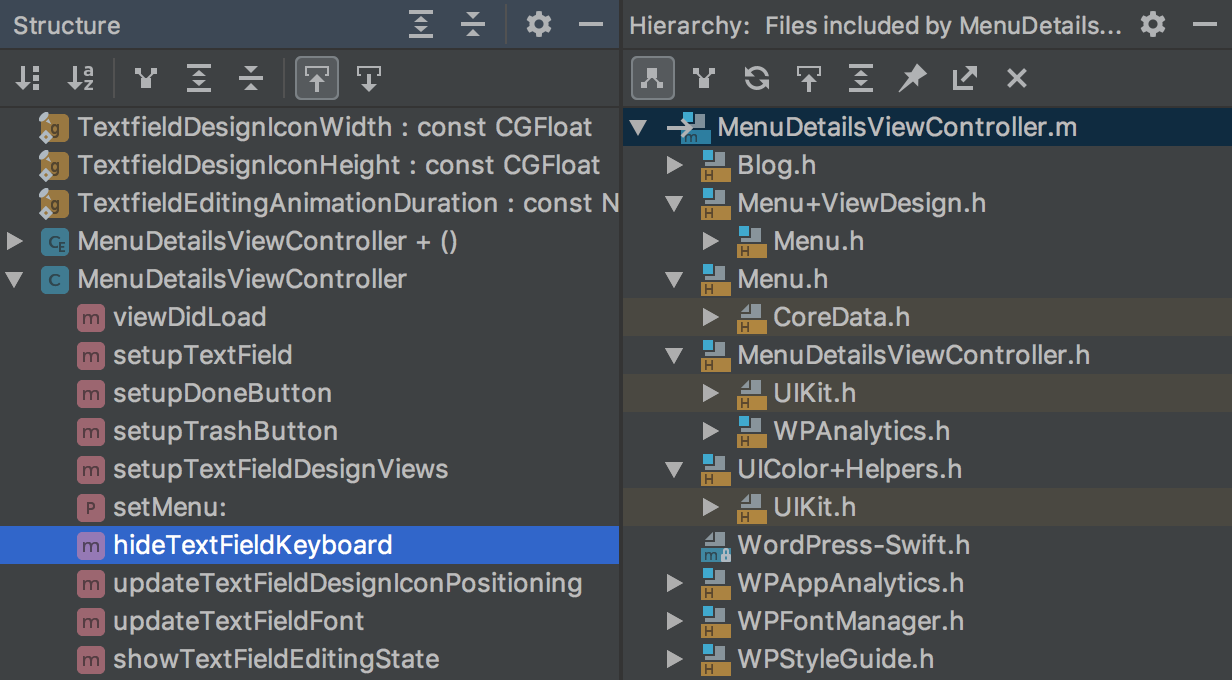 Structure
TextfieldDesignIconWidth : const CGFloat
TextfieldDesignIconHeight : const CGFloat
TextfieldEditingAnimationDuration : const N
MenuDetailsViewController + ()
MenuDetailsViewController
viewDidLoad
setupTextField
setupDoneButton
setupTrashButton
setupTextFieldDesignViews
setMenu:
hideTextFieldKeyboard
updateTextFieldDesignIconPositioning
updateTextFieldFont
showTextFieldEditingState
Hierarchy: Files included by MenuDetails...
MenuDetailsViewController.m
Blog.h
Menu+ViewDesign.h
Menu.h
Menu.h
CoreData.h
MenuDetailsViewController.h
UIKit.h
WPAnalytics.h
UIColor+Helpers.h
UIKit.h
WordPress-Swift.h
WPAppAnalytics.h
WPFontManager.h
WPStyleGuide.h